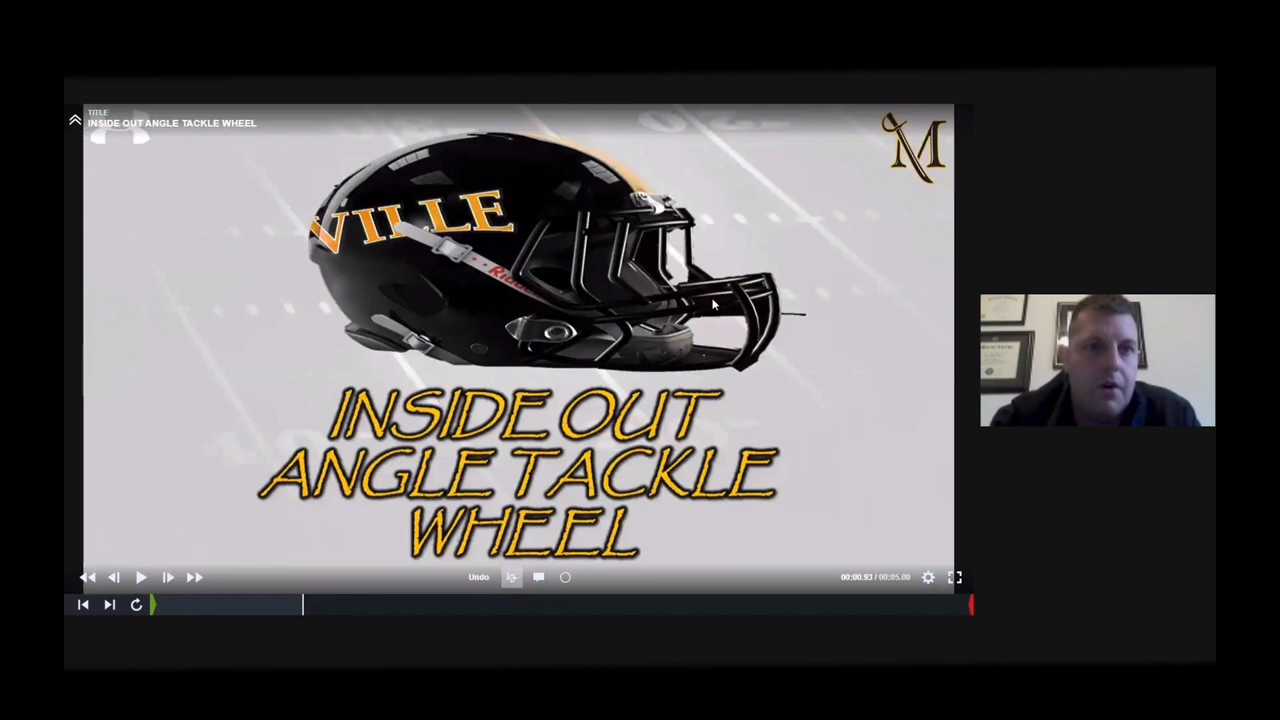 TITLE
INSIDE OUT ANGLE TACKLE WHEEL
M
VILLE
INSIDE OUT
ANGLE TACKLE
WHEEL
Undo
00:00.93 / 00:05.00